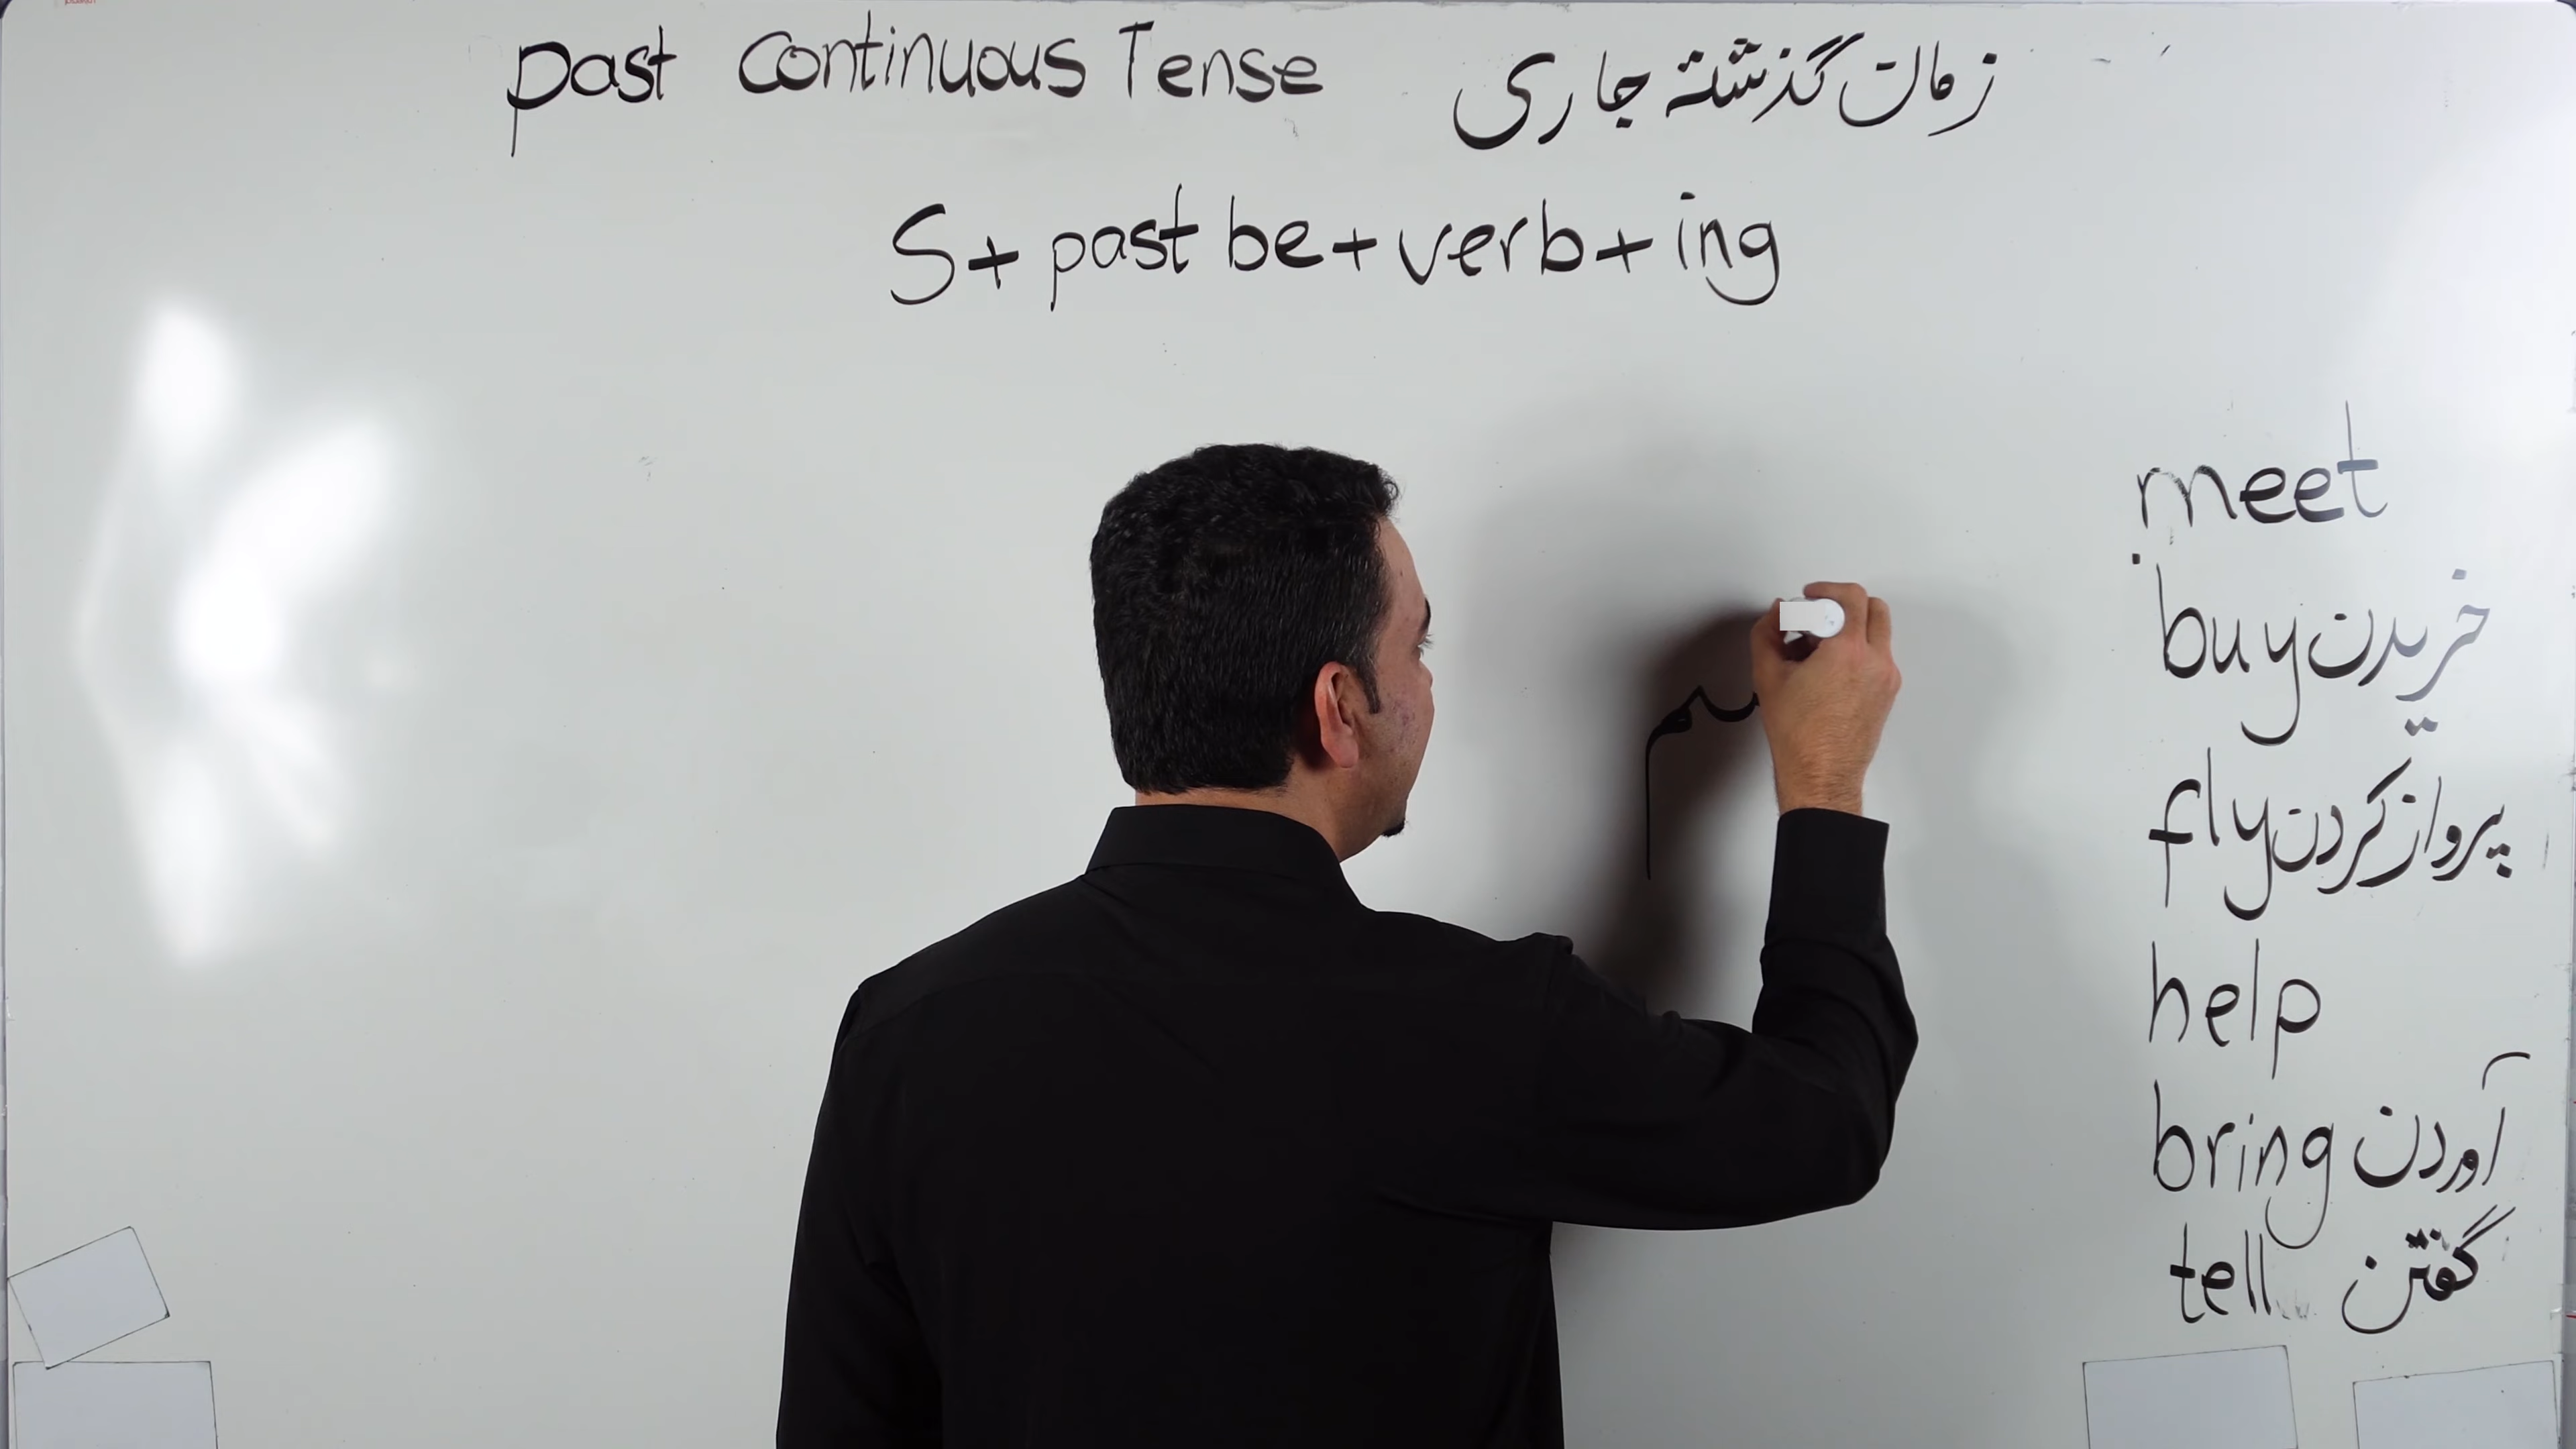 past Continuous Tense زمان گذشته جاری
S+ past be + verb + ing
meet
buy خریدن
fly پرواز کردن
help
bring آوردن
tell گفتن